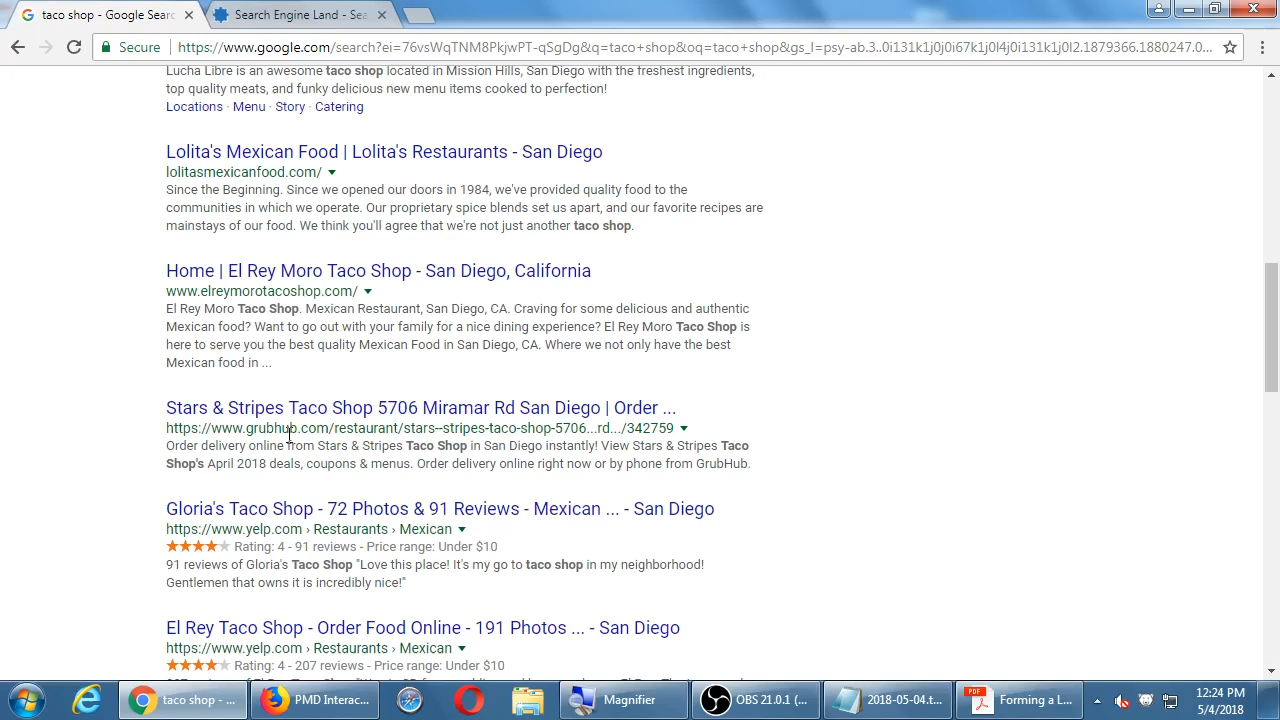 taco shop - Google Sear
Search Engine Land - Sea
Secure
https://www.google.com/search?ei=76vsWqTNM8PkjwPT-qSgDg&q=taco+shop&oq=taco+shop&gs_l=psy-ab.3..0i131k1j0j0i67k1j0l4j0i131k1j0l2.1879366.1880247.0...
Lucha Libre is an awesome taco shop located in Mission Hills, San Diego with the freshest ingredients,
top quality meats, and funky delicious new menu items cooked to perfection!
Locations · Menu · Story · Catering
Lolita's Mexican Food | Lolita's Restaurants - San Diego
lolitasmexicanfood.com/
Since the Beginning. Since we opened our doors in 1984, we've provided quality food to the
communities in which we operate. Our proprietary spice blends set us apart, and our favorite recipes are
mainstays of our food. We think you'll agree that we're not just another taco shop.
Home | El Rey Moro Taco Shop - San Diego, California
www.elreymorotacoshop.com/
El Rey Moro Taco Shop. Mexican Restaurant, San Diego, CA. Craving for some delicious and authentic
Mexican food? Want to go out with your family for a nice dining experience? El Rey Moro Taco Shop is
here to serve you the best quality Mexican Food in San Diego, CA. Where we not only have the best
Mexican food in ...
Stars & Stripes Taco Shop 5706 Miramar Rd San Diego | Order ...
https://www.grubhub.com/restaurant/stars--stripes-taco-shop-5706...rd.../342759
Order delivery online from Stars & Stripes Taco Shop in San Diego instantly! View Stars & Stripes Taco
Shop's April 2018 deals, coupons & menus. Order delivery online right now or by phone from GrubHub.
Gloria's Taco Shop - 72 Photos & 91 Reviews - Mexican ... - San Diego
https://www.yelp.com › Restaurants › Mexican
Rating: 4 - 91 reviews - Price range: Under $10
91 reviews of Gloria's Taco Shop "Love this place! It's my go to taco shop in my neighborhood!
Gentlemen that owns it is incredibly nice!"
El Rey Taco Shop - Order Food Online - 191 Photos ... - San Diego
https://www.yelp.com › Restaurants › Mexican
Rating: 4 - 207 reviews - Price range: Under $10
taco shop - ...
PMD Interac...
Magnifier
OBS 21.0.1 (...
2018-05-04.t...
PDF
Forming a L...
12:24 PM
5/4/2018